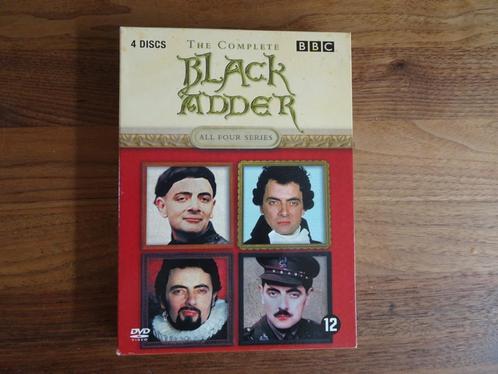 4 DISCS
THE COMPLETE
BBC
BLACK
ADDER
ALL FOUR SERIES
DVD
VIDEO
12